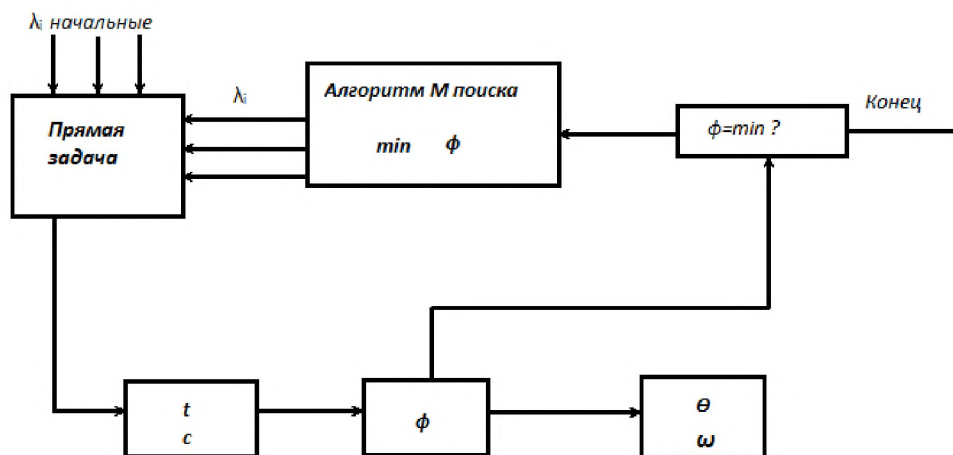 λᵢ начальные
Прямая
задача
λᵢ
Алгоритм М поиска
min ϕ
ϕ=min ?
Конец
t
c
ϕ
Θ
ω